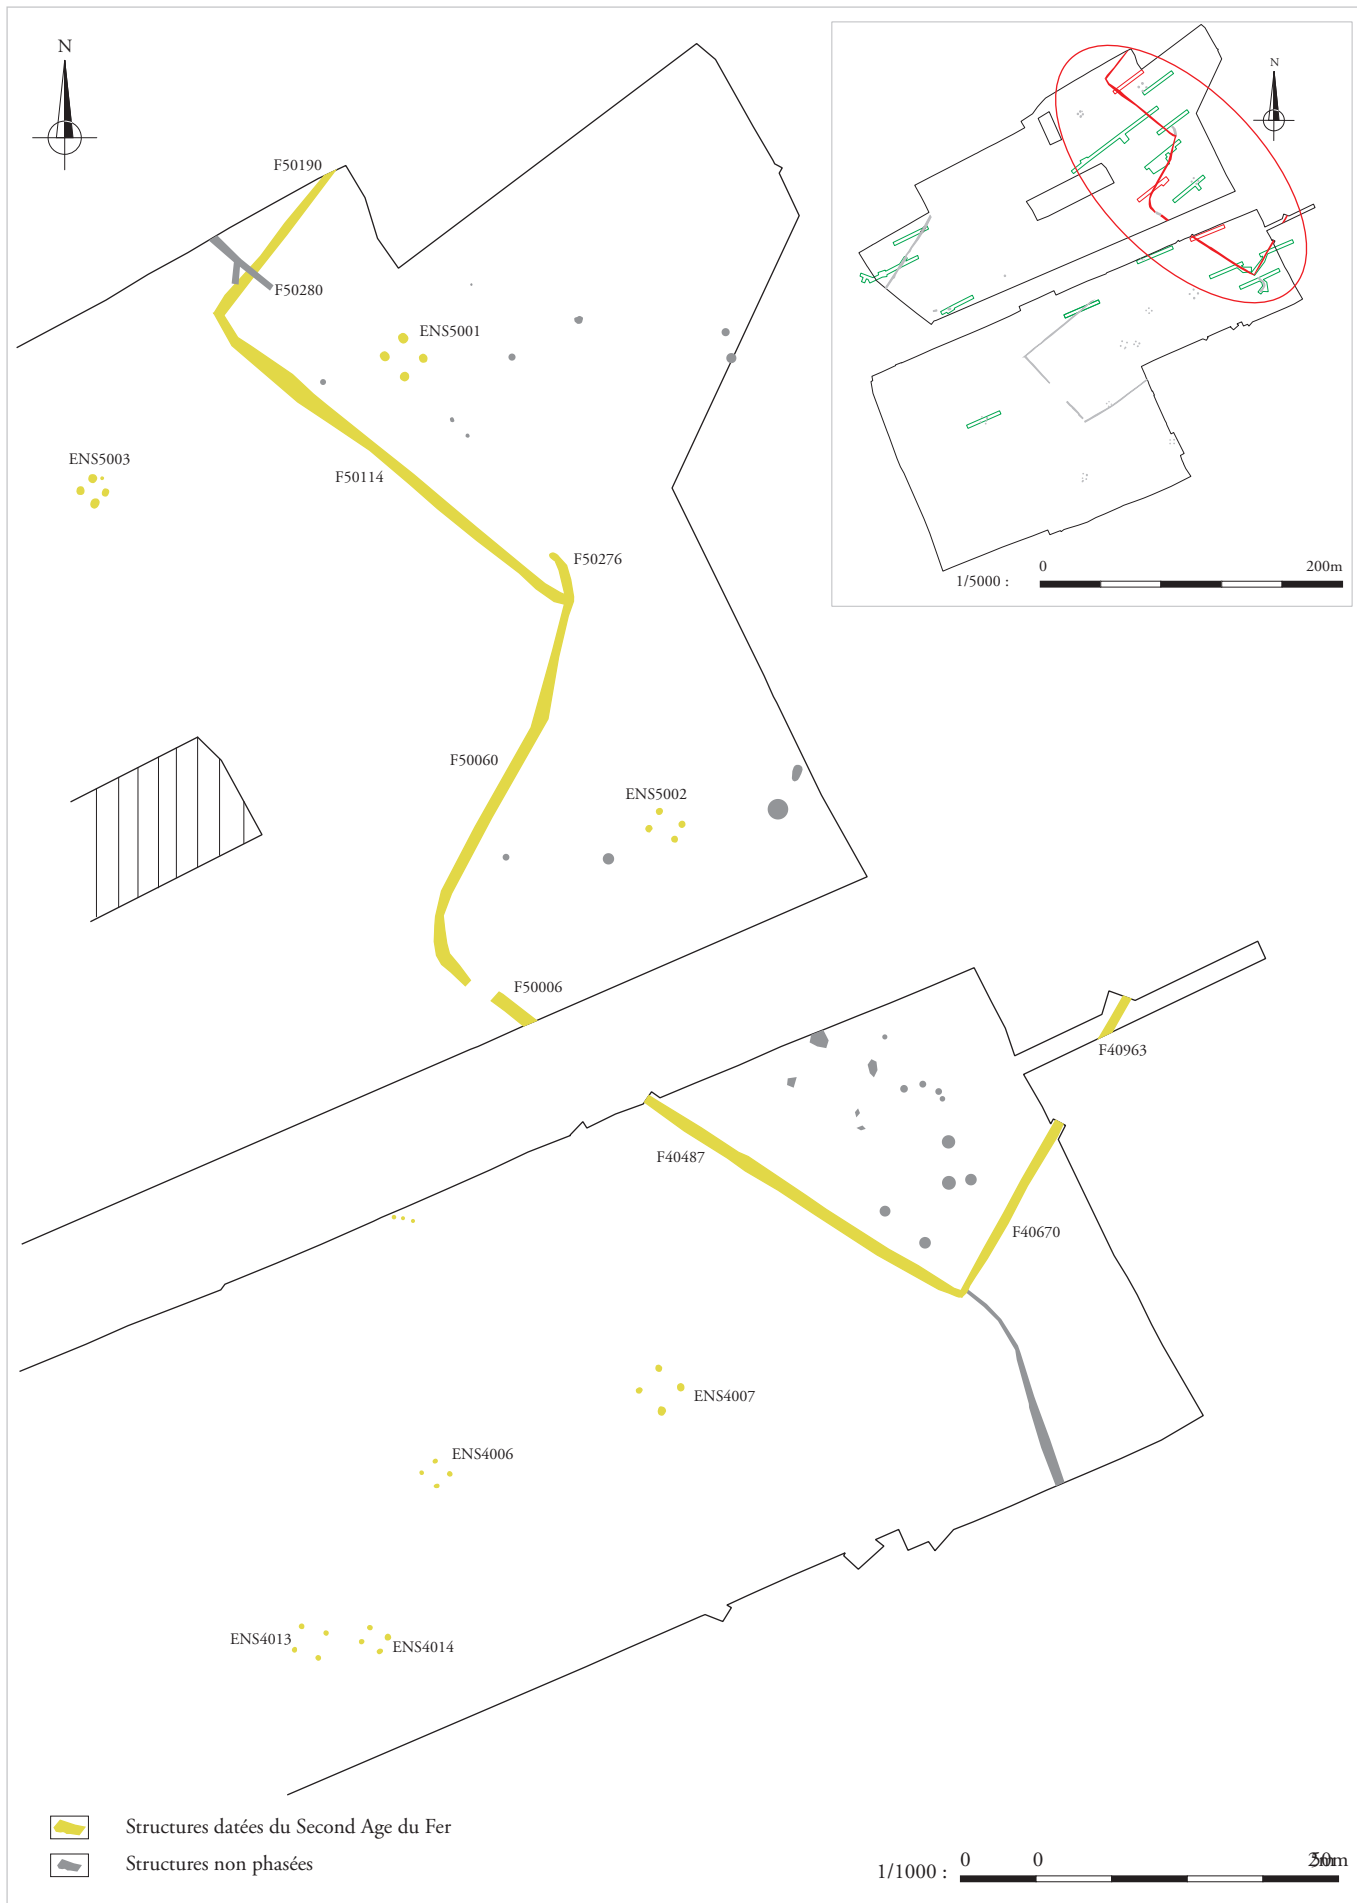 N
N
F50190
F50280
ENS5001
ENS5003
F50114
F50276
0 200m
1/5000 :
F50060
ENS5002
F50006
F40963
F40487
F40670
ENS4007
ENS4006
ENS4013
ENS4014
Structures datées du Second Age du Fer
Structures non phasées
1/1000 :
0 0